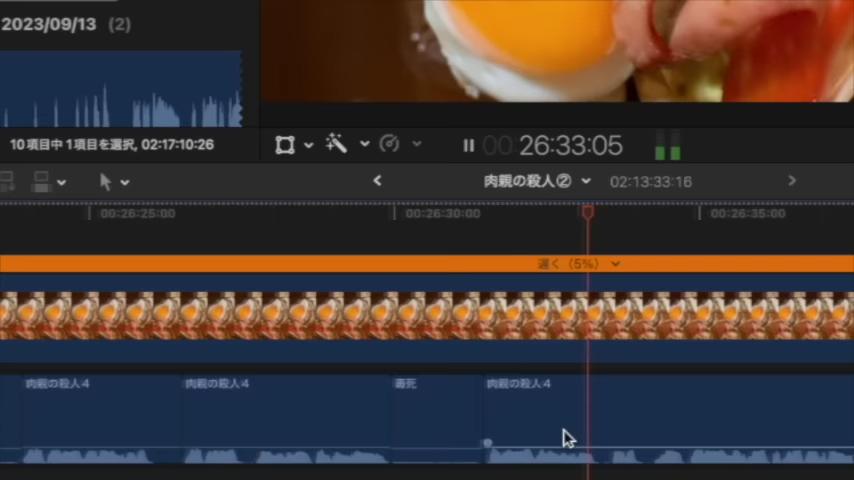 2023/09/13 (2)
10項目中1項目を選択, 02:17:10:26
00 26:33:05
肉親の殺人② 02:13:33:16
00:26:25:00 00:26:30:00 00:26:35:00
遅く (5%)
肉親の殺人4 肉親の殺人4 毒死 肉親の殺人4